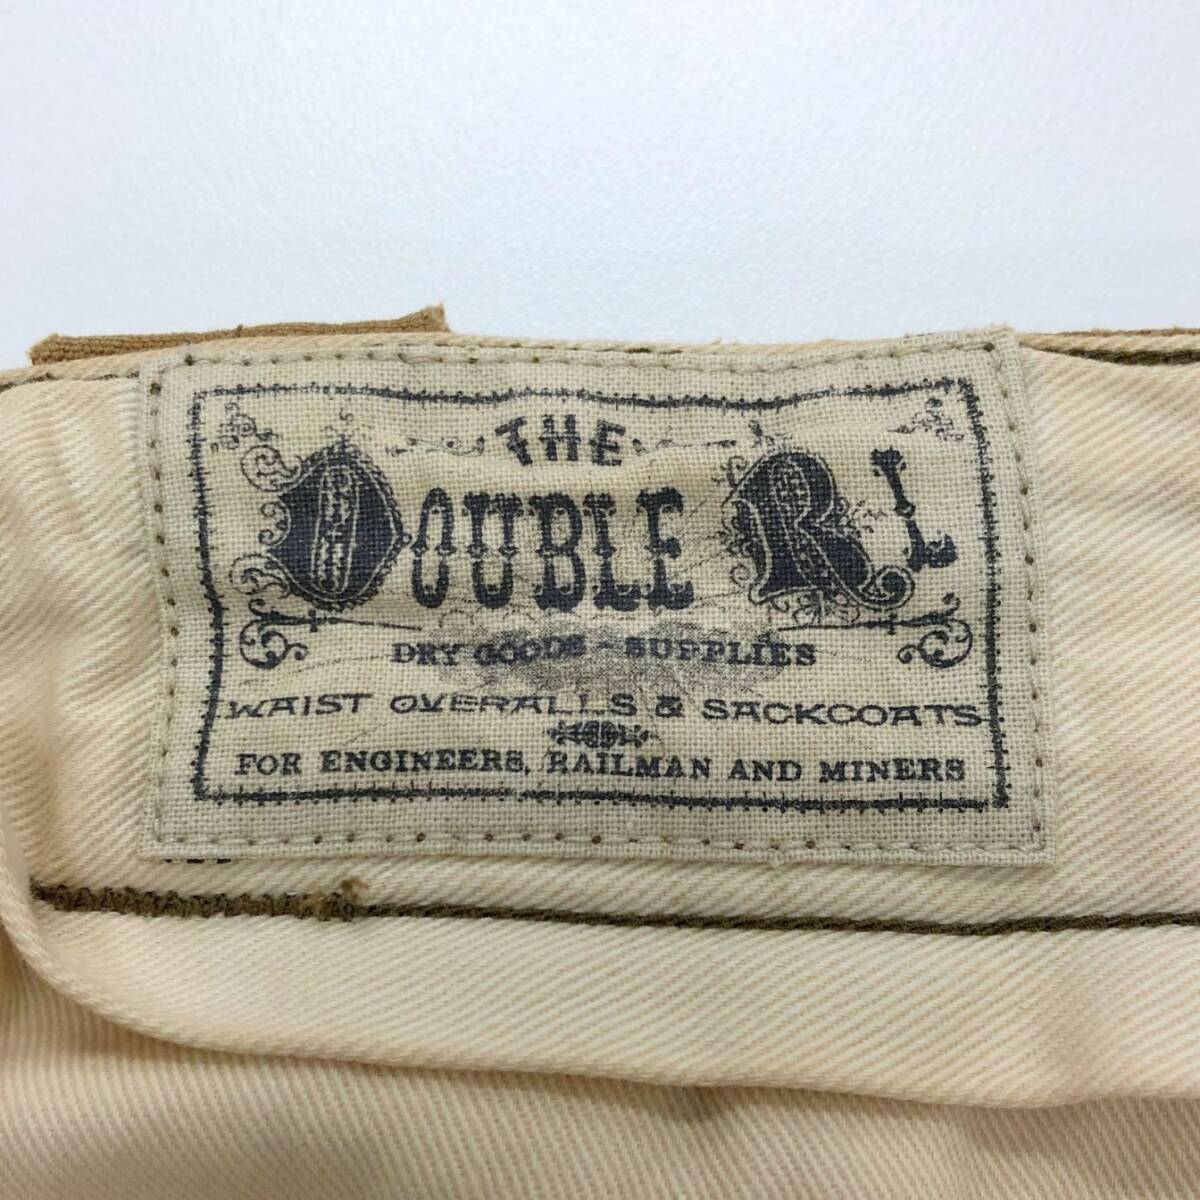 THE
DOUBLE RL
DRY GOODS - SUPPLIES
WAIST OVERALLS & SACKCOATS
FOR ENGINEERS, RAILMAN AND MINERS